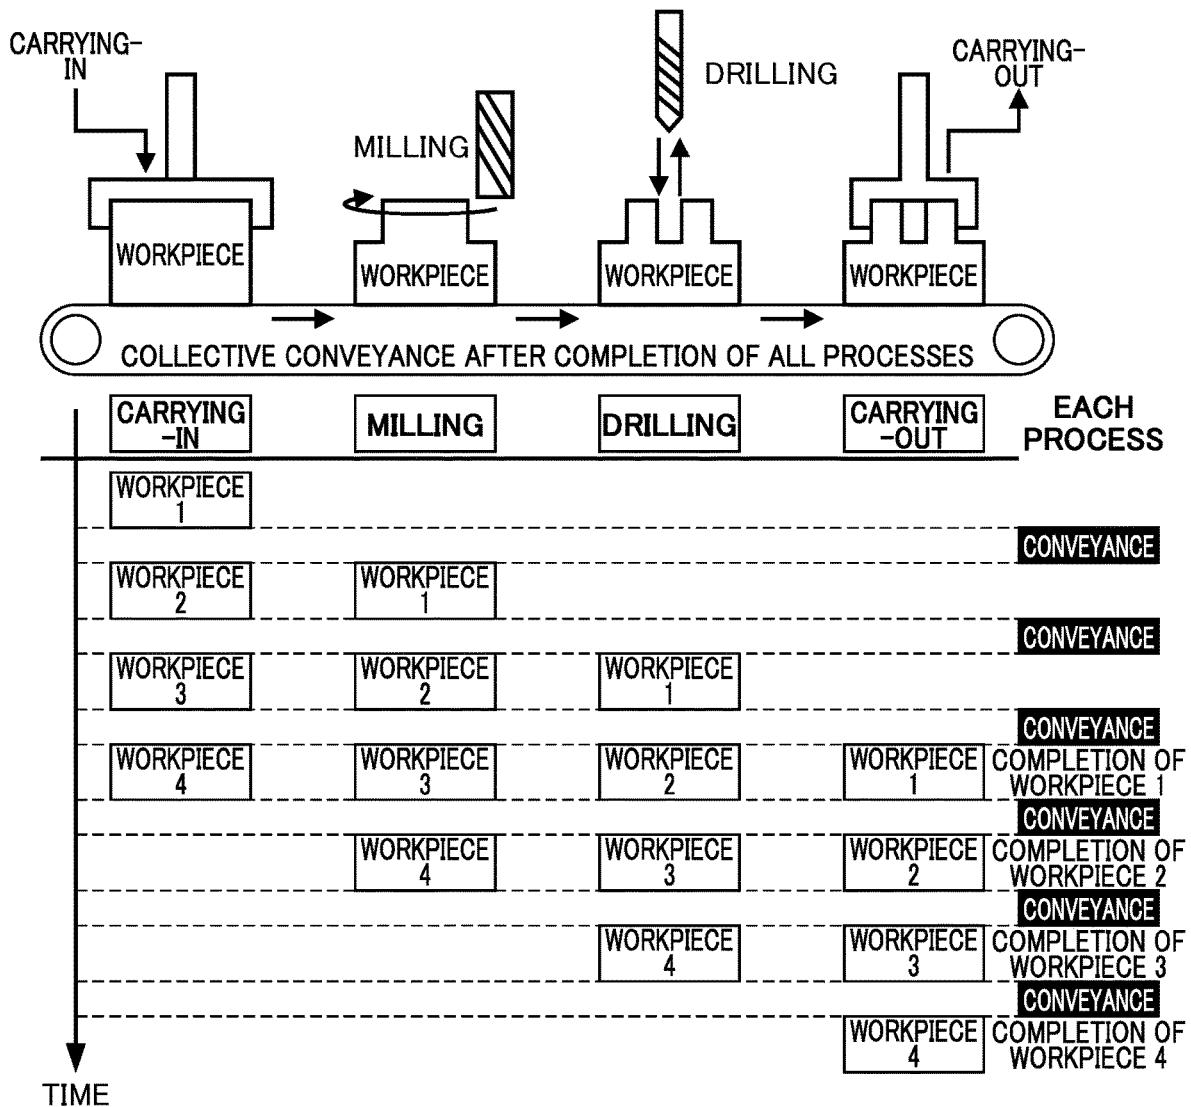 CARRYING-
IN
MILLING
DRILLING
CARRYING-
OUT
WORKPIECE
WORKPIECE
WORKPIECE
WORKPIECE
COLLECTIVE CONVEYANCE AFTER COMPLETION OF ALL PROCESSES
CARRYING
-IN
MILLING
DRILLING
CARRYING
-OUT
EACH
PROCESS
WORKPIECE
1
CONVEYANCE
WORKPIECE
2
WORKPIECE
1
CONVEYANCE
WORKPIECE
3
WORKPIECE
2
WORKPIECE
1
CONVEYANCE
WORKPIECE
4
WORKPIECE
3
WORKPIECE
2
WORKPIECE
1
COMPLETION OF
WORKPIECE 1
CONVEYANCE
WORKPIECE
4
WORKPIECE
3
WORKPIECE
2
COMPLETION OF
WORKPIECE 2
CONVEYANCE
WORKPIECE
4
WORKPIECE
3
COMPLETION OF
WORKPIECE 3
CONVEYANCE
WORKPIECE
4
COMPLETION OF
WORKPIECE 4
TIME